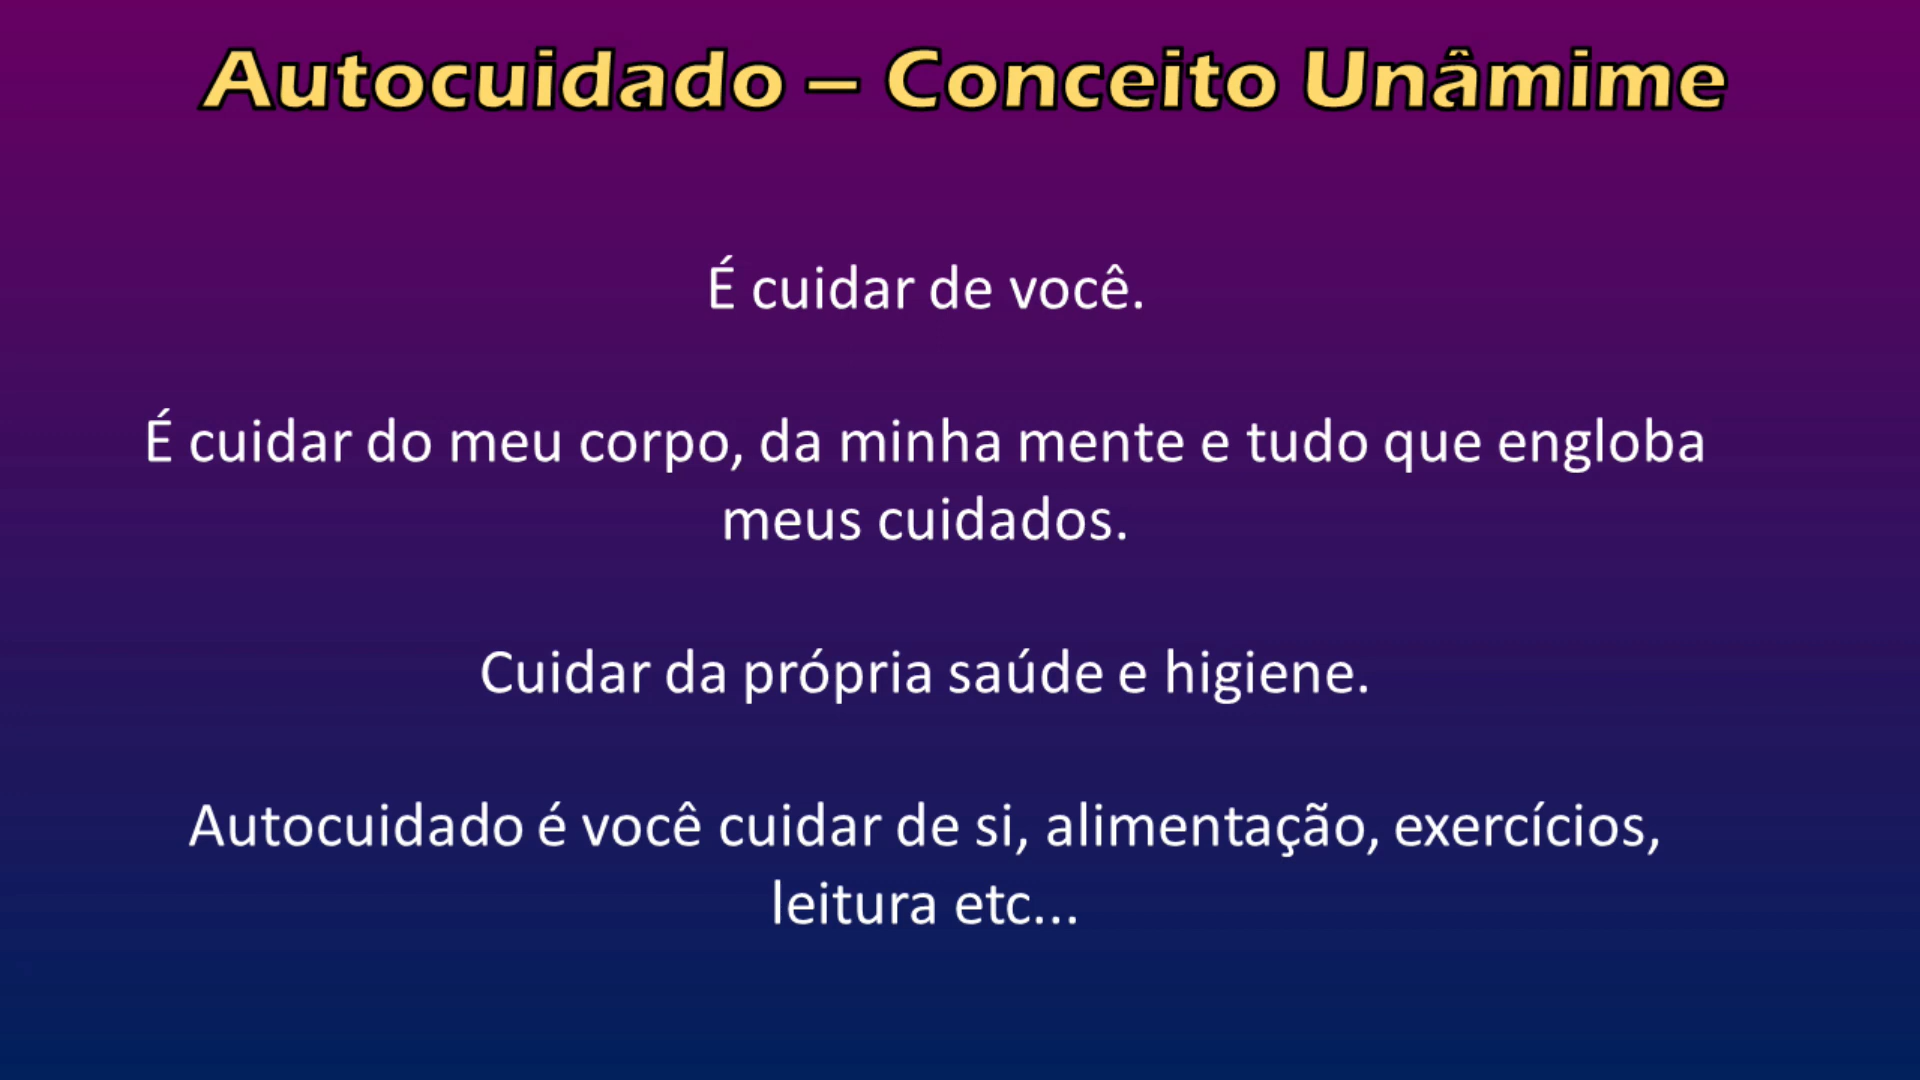 Autocuidado – Conceito Unâmime
É cuidar de você.
É cuidar do meu corpo, da minha mente e tudo que engloba
meus cuidados.
Cuidar da própria saúde e higiene.
Autocuidado é você cuidar de si, alimentação, exercícios,
leitura etc...